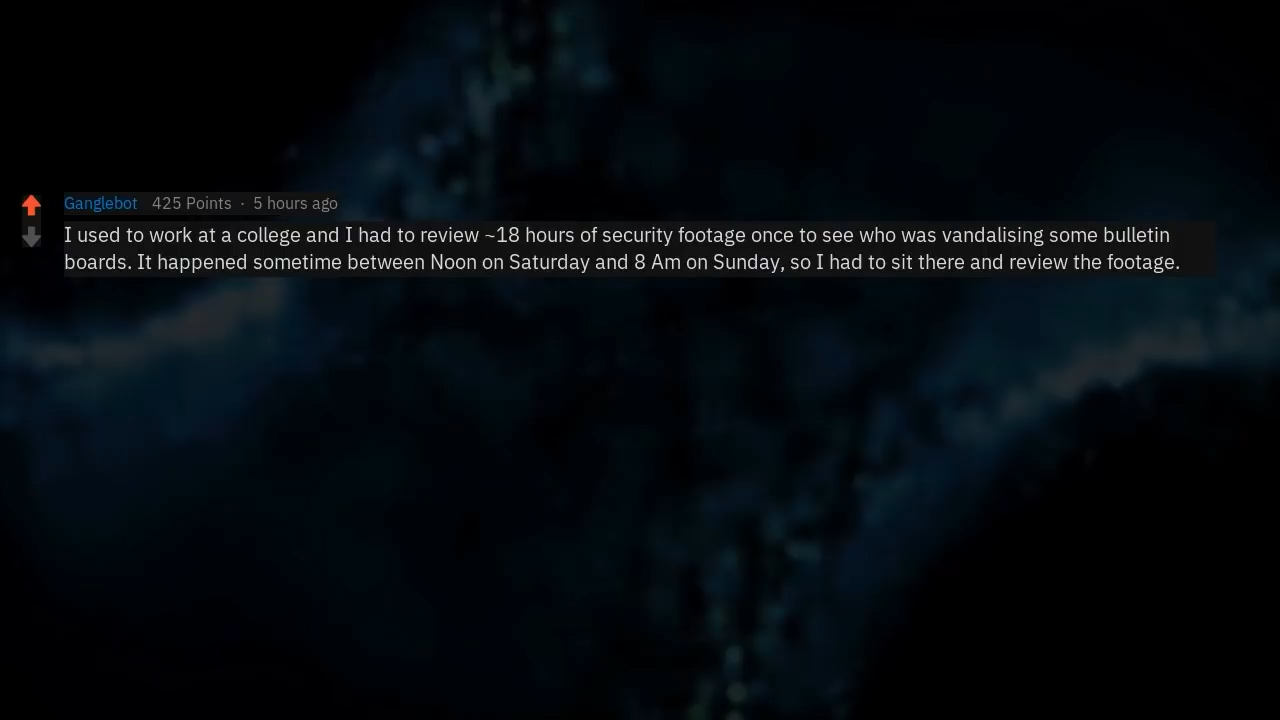 Ganglebot 425 Points · 5 hours ago
I used to work at a college and I had to review ~18 hours of security footage once to see who was vandalising some bulletin
boards. It happened sometime between Noon on Saturday and 8 Am on Sunday, so I had to sit there and review the footage.